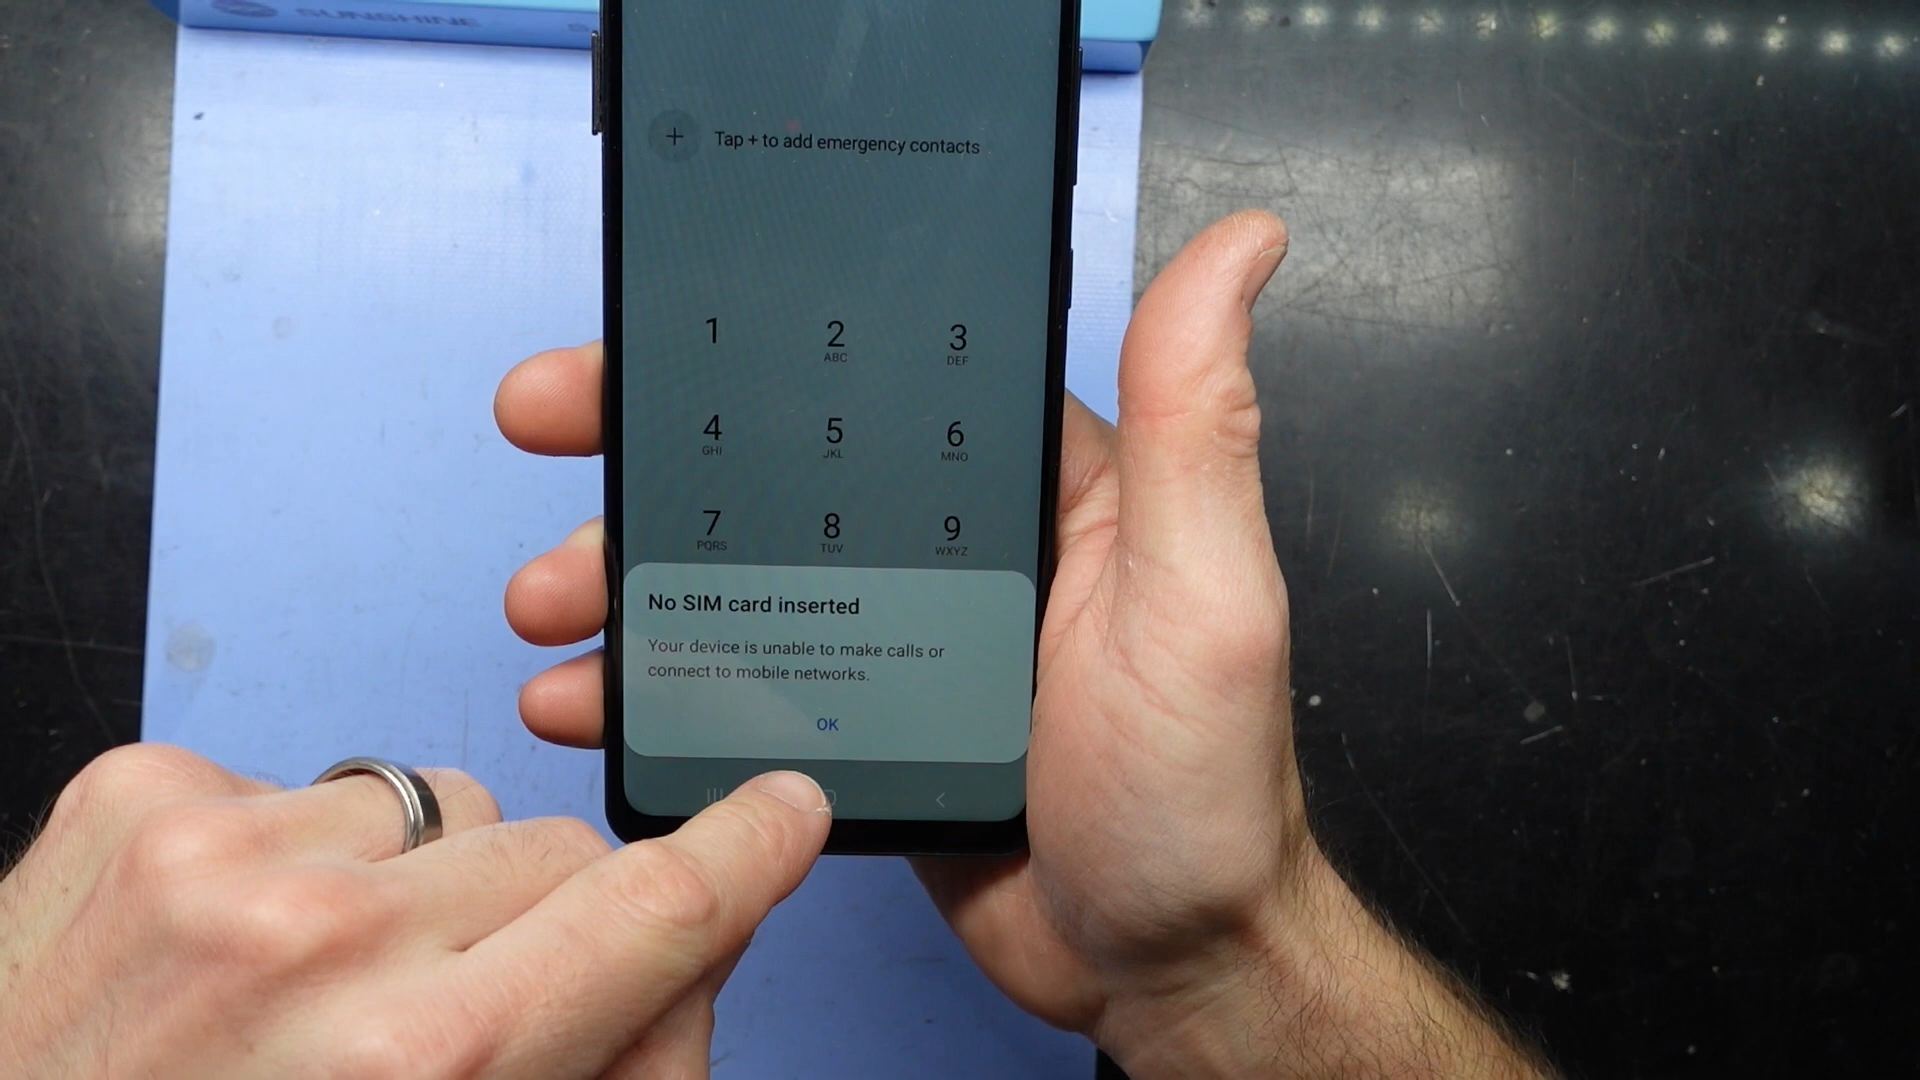 SUNSHINE
Tap + to add emergency contacts
1
2
3
ABC
DEF
4
5
6
GHI
JKL
MNO
7
8
9
PQRS
TUV
WXYZ
No SIM card inserted
Your device is unable to make calls or
connect to mobile networks.
OK